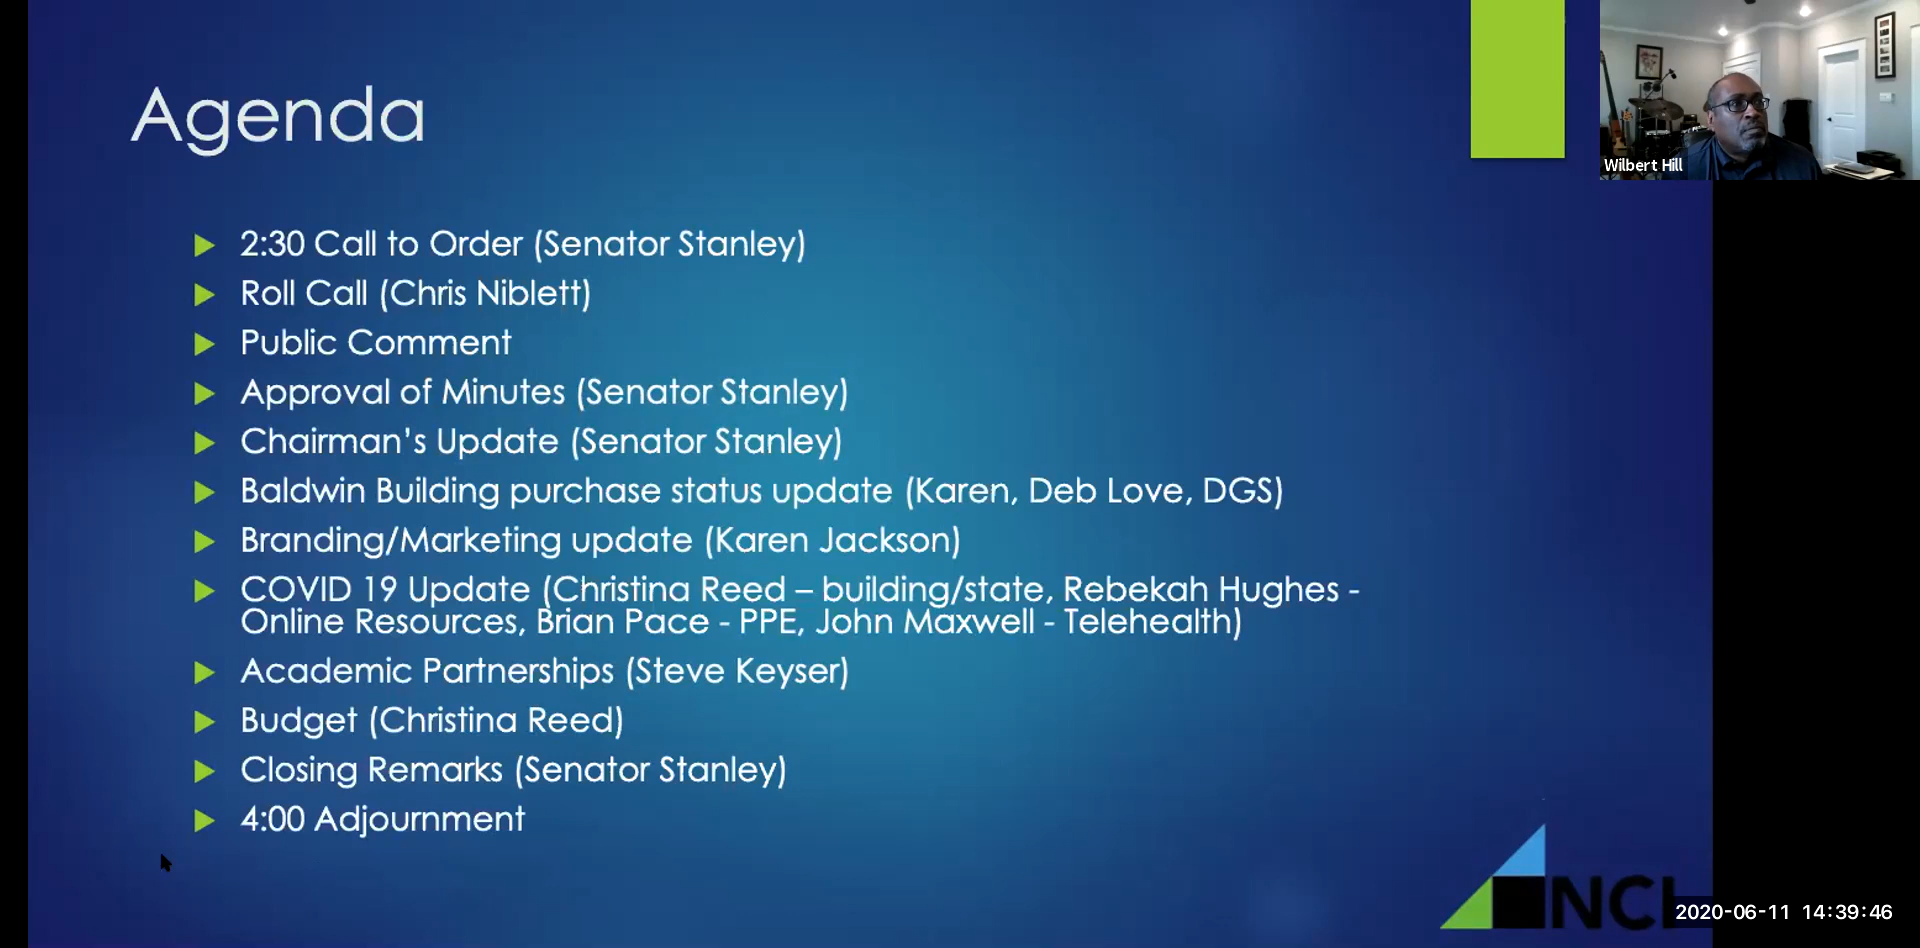 Agenda
Wilbert Hill
2:30 Call to Order (Senator Stanley)
Roll Call (Chris Niblett)
Public Comment
Approval of Minutes (Senator Stanley)
Chairman's Update (Senator Stanley)
Baldwin Building purchase status update (Karen, Deb Love, DGS)
Branding/Marketing update (Karen Jackson)
COVID 19 Update (Christina Reed – building/state, Rebekah Hughes -
Online Resources, Brian Pace - PPE, John Maxwell - Telehealth)
Academic Partnerships (Steve Keyser)
Budget (Christina Reed)
Closing Remarks (Senator Stanley)
4:00 Adjournment
NCI
2020-06-11 14:39:46